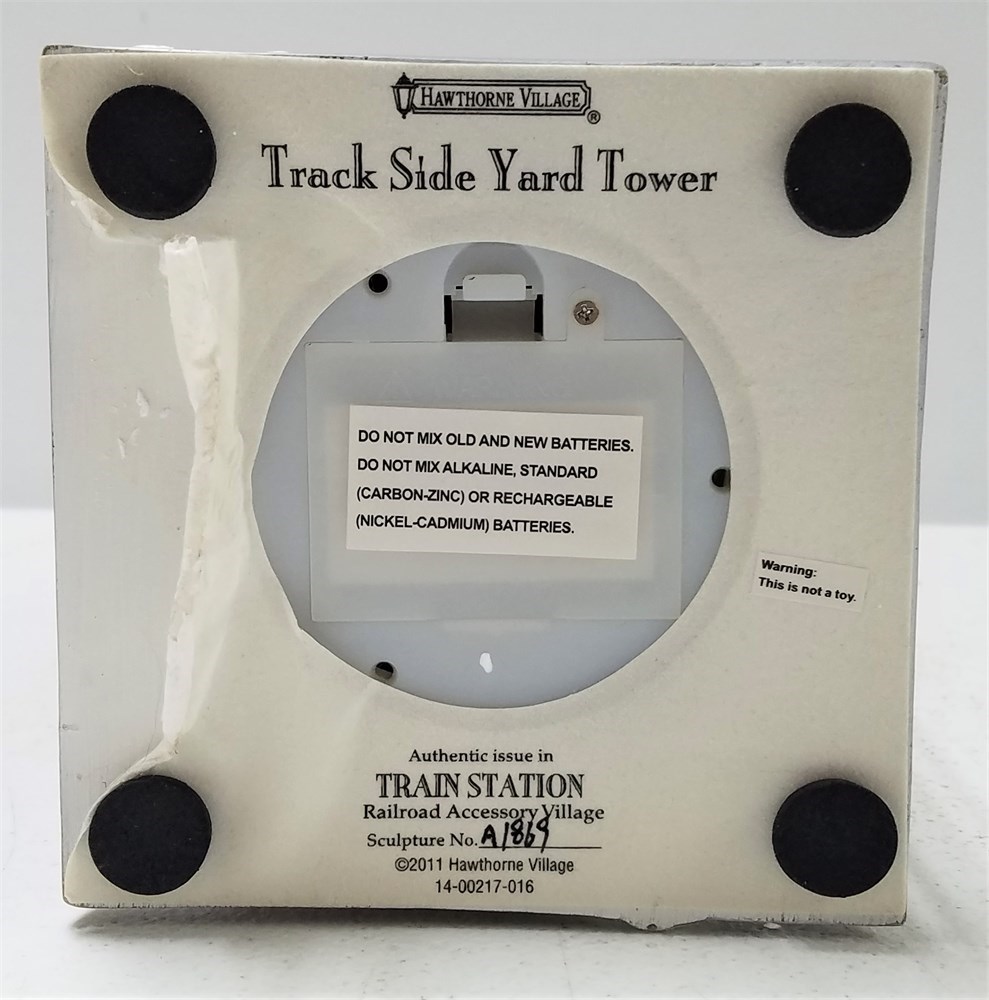 HAWTHORNE VILLAGE ®
Track Side Yard Tower
DO NOT MIX OLD AND NEW BATTERIES.
DO NOT MIX ALKALINE, STANDARD
(CARBON-ZINC) OR RECHARGEABLE
(NICKEL-CADMIUM) BATTERIES.
Warning:
This is not a toy.
Authentic issue in
TRAIN STATION
Railroad Accessory Village
Sculpture No. A1869
©2011 Hawthorne Village
14-00217-016